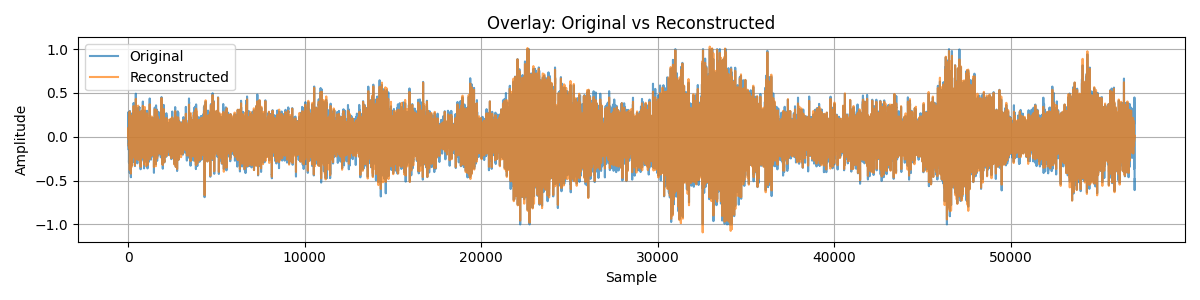 Overlay: Original vs Reconstructed
Original
Reconstructed
1.0
0.5
0.0
−0.5
−1.0
Amplitude
0
10000
20000
30000
40000
50000
Sample